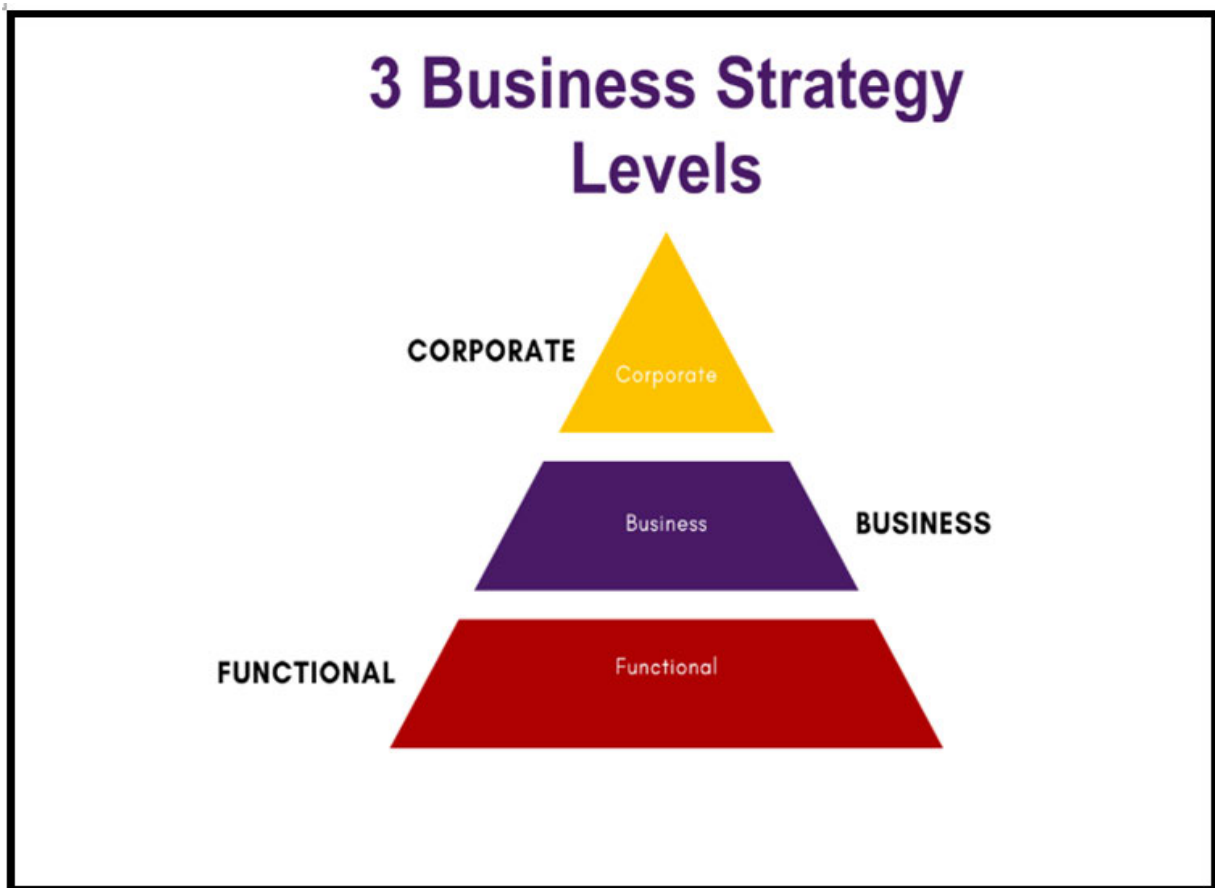 3 Business Strategy
Levels
CORPORATE
Corporate
Business
BUSINESS
FUNCTIONAL
Functional